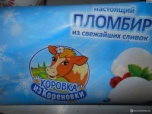 настоящий
ПЛОМБИР
из свежайших сливок
КОРОВКА
из Кореновки